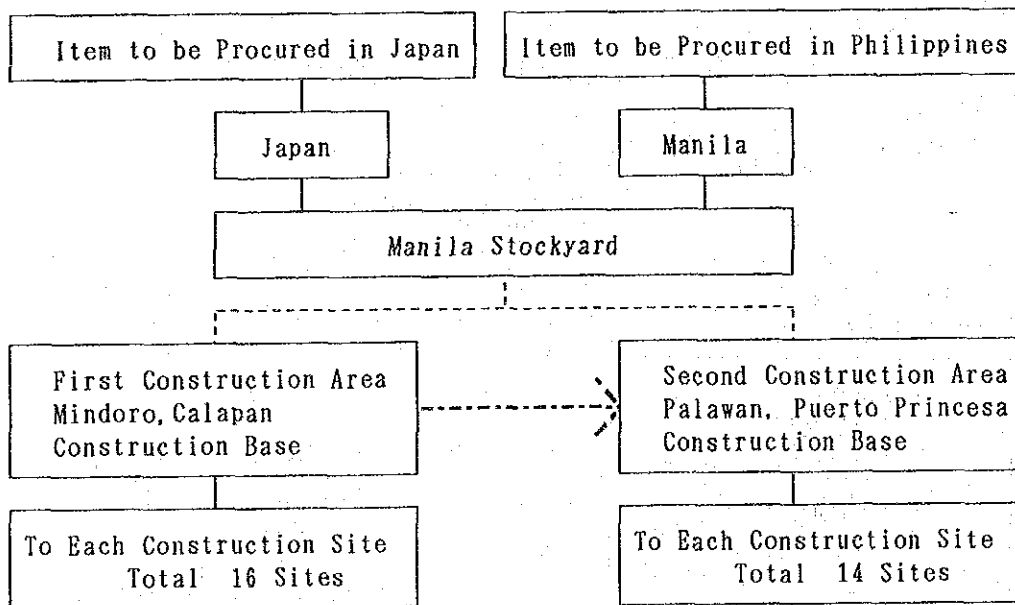 Item to be Procured in Japan
Item to be Procured in Philippines
Japan
Manila
Manila Stockyard
First Construction Area
Mindoro, Calapan
Construction Base
Second Construction Area
Palawan, Puerto Princesa
Construction Base
To Each Construction Site
Total 16 Sites
To Each Construction Site
Total 14 Sites